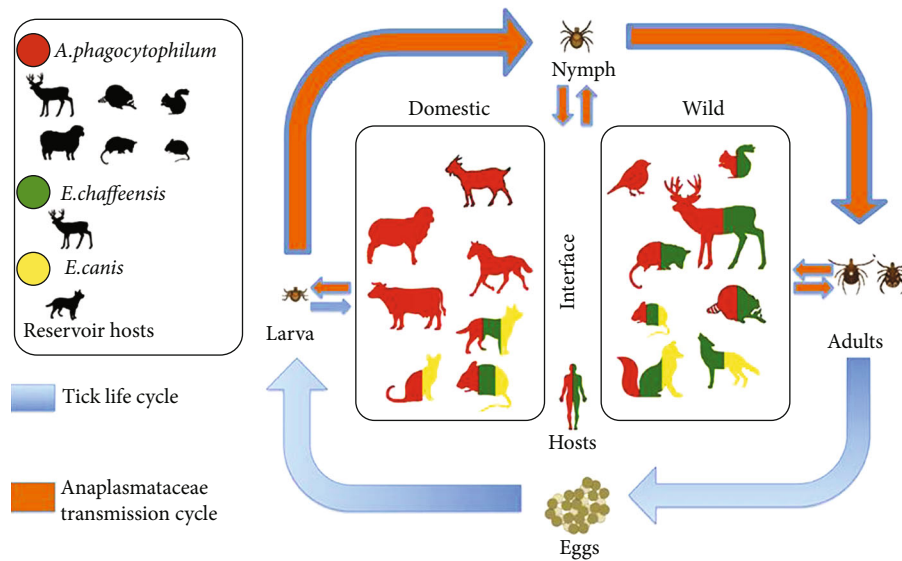 A.phagocytophilum
E.chaffeensis
E.canis
Reservoir hosts
Tick life cycle
Anaplasmataceae
transmission cycle
Nymph
Domestic
Wild
Interface
Larva
Adults
Hosts
Eggs